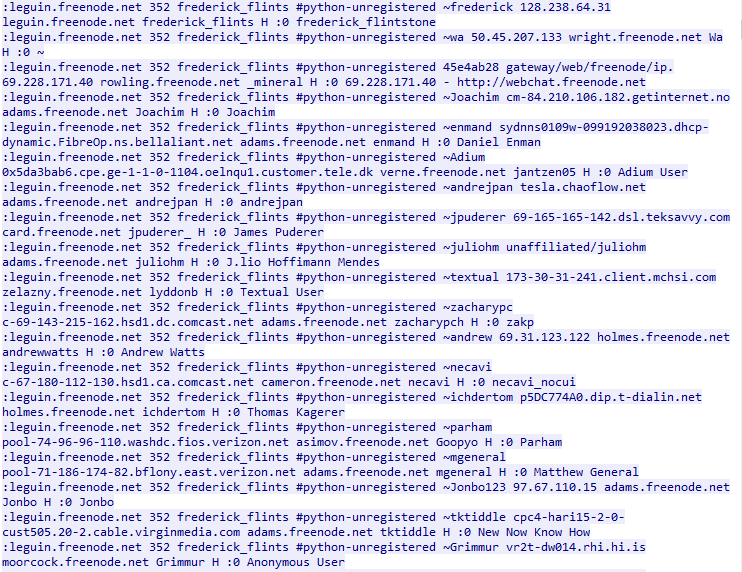 :leguin.freenode.net 352 frederick_flints #python-unregistered ~frederick 128.238.64.31
leguin.freenode.net frederick_flints H :0 frederick_flintstone
:leguin.freenode.net 352 frederick_flints #python-unregistered ~wa 50.45.207.133 wright.freenode.net Wa
H :0 ~
:leguin.freenode.net 352 frederick_flints #python-unregistered 45e4ab28 gateway/web/freenode/ip.
69.228.171.40 rowling.freenode.net _mineral H :0 69.228.171.40 - http://webchat.freenode.net
:leguin.freenode.net 352 frederick_flints #python-unregistered ~Joachim cm-84.210.106.182.getinternet.no
adams.freenode.net Joachim H :0 Joachim
:leguin.freenode.net 352 frederick_flints #python-unregistered ~enmand sydnns0109w-099192038023.dhcp-
dynamic.FibreOp.ns.bellaliant.net adams.freenode.net enmand H :0 Daniel Enman
:leguin.freenode.net 352 frederick_flints #python-unregistered ~Adium
0x5da3bab6.cpe.ge-1-1-0-1104.oelnqu1.customer.tele.dk verne.freenode.net jantzen05 H :0 Adium User
:leguin.freenode.net 352 frederick_flints #python-unregistered ~andrejpan tesla.chaoflow.net
adams.freenode.net andrejpan H :0 andrejpan
:leguin.freenode.net 352 frederick_flints #python-unregistered ~jpuderer 69-165-165-142.dsl.teksavvy.com
card.freenode.net jpuderer_ H :0 James Puderer
:leguin.freenode.net 352 frederick_flints #python-unregistered ~juliohm unaffiliated/juliohm
adams.freenode.net juliohm H :0 J.lio Hoffimann Mendes
:leguin.freenode.net 352 frederick_flints #python-unregistered ~textual 173-30-31-241.client.mchsi.com
zelazny.freenode.net lyddonb H :0 Textual User
:leguin.freenode.net 352 frederick_flints #python-unregistered ~zacharypc
c-69-143-215-162.hsd1.dc.comcast.net adams.freenode.net zacharypch H :0 zakp
:leguin.freenode.net 352 frederick_flints #python-unregistered ~andrew 69.31.123.122 holmes.freenode.net
andrewwatts H :0 Andrew Watts
:leguin.freenode.net 352 frederick_flints #python-unregistered ~necavi
c-67-180-112-130.hsd1.ca.comcast.net cameron.freenode.net necavi H :0 necavi_nocui
:leguin.freenode.net 352 frederick_flints #python-unregistered ~ichdertom p5DC774A0.dip.t-dialin.net
holmes.freenode.net ichdertom H :0 Thomas Kagerer
:leguin.freenode.net 352 frederick_flints #python-unregistered ~parham
pool-74-96-96-110.washdc.fios.verizon.net asimov.freenode.net Goopyo H :0 Parham
:leguin.freenode.net 352 frederick_flints #python-unregistered ~mgeneral
pool-71-186-174-82.bflony.east.verizon.net adams.freenode.net mgeneral H :0 Matthew General
:leguin.freenode.net 352 frederick_flints #python-unregistered ~Jonbo123 97.67.110.15 adams.freenode.net
Jonbo H :0 Jonbo
:leguin.freenode.net 352 frederick_flints #python-unregistered ~tktiddle cpc4-hari15-2-0-
cust505.20-2.cable.virginmedia.com adams.freenode.net tktiddle H :0 New Now Know How
:leguin.freenode.net 352 frederick_flints #python-unregistered ~Grimmur vr2t-dw014.rhi.hi.is
moorcock.freenode.net Grimmur H :0 Anonymous User